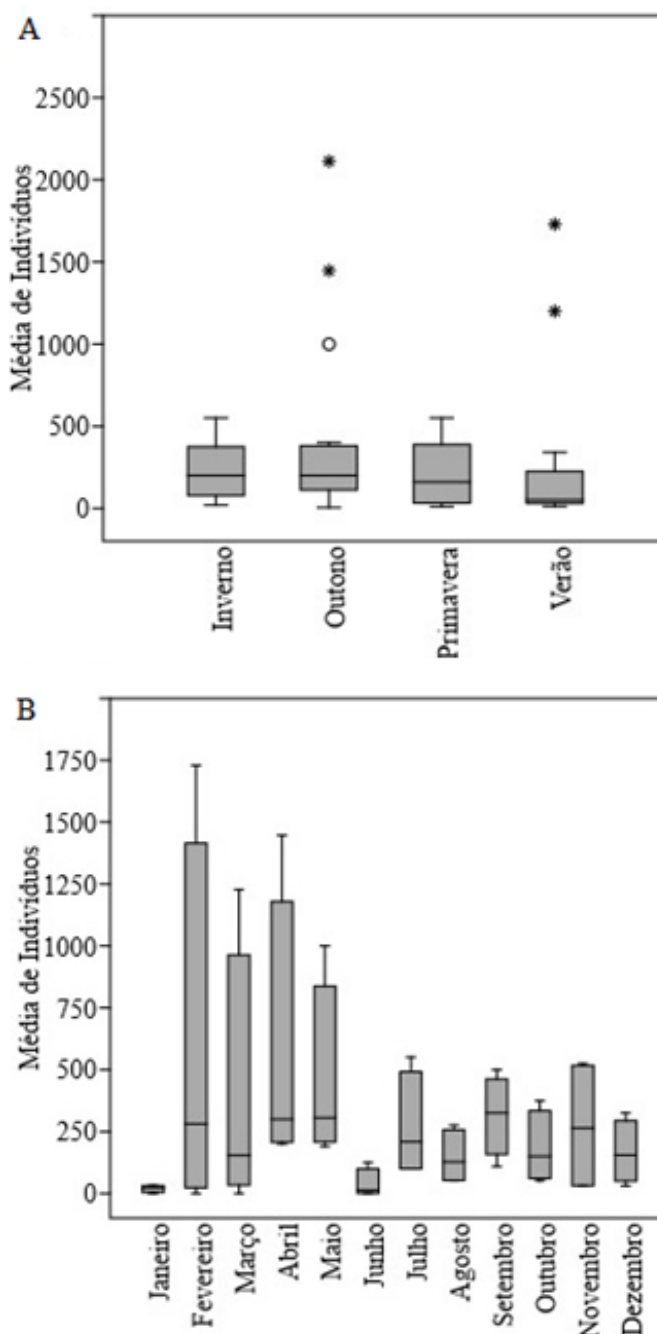 A
Média de Indivíduos
2500
2000
1500
1000
500
0
Inverno
Outono
Primavera
Verão
B
Média de Indivíduos
1750
1500
1250
1000
750
500
250
0
Janeiro
Fevereiro
Março
Abril
Maio
Junho
Julho
Agosto
Setembro
Outubro
Novembro
Dezembro